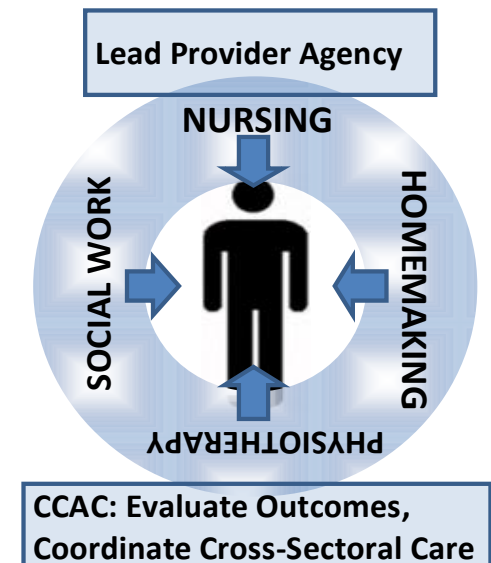 Lead Provider Agency
NURSING
SOCIAL WORK
HOMEMAKING
PHYSIOTHERAPY
CCAC: Evaluate Outcomes,
Coordinate Cross-Sectoral Care